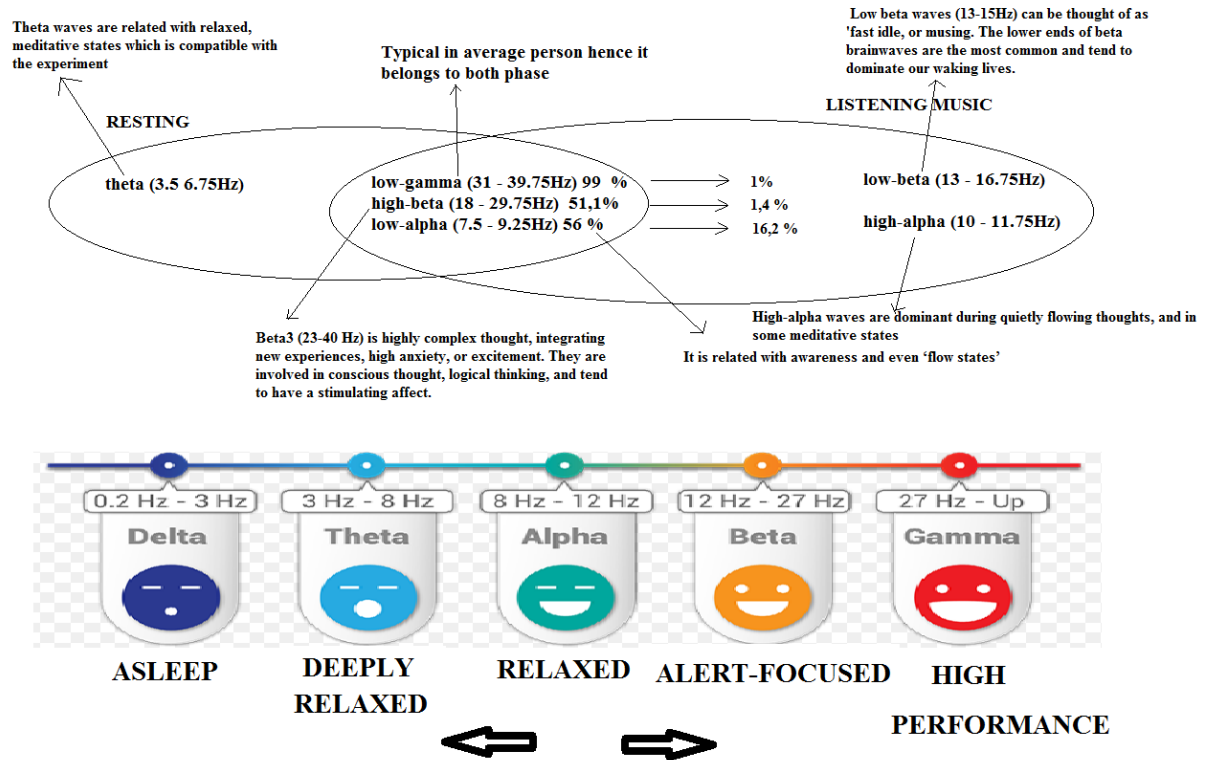 Theta waves are related with relaxed,
meditative states which is compatible with
the experiment
Typical in average person hence it
belongs to both phase
Low beta waves (13-15Hz) can be thought of as
'fast idle, or musing. The lower ends of beta
brainwaves are the most common and tend to
dominate our waking lives.
RESTING
LISTENING MUSIC
theta (3.5 6.75Hz)
low-gamma (31 - 39.75Hz) 99 %
high-beta (18 - 29.75Hz) 51,1%
low-alpha (7.5 - 9.25Hz) 56 %
1%
1,4 %
16,2 %
low-beta (13 - 16.75Hz)
high-alpha (10 - 11.75Hz)
Beta3 (23-40 Hz) is highly complex thought, integrating
new experiences, high anxiety, or excitement. They are
involved in conscious thought, logical thinking, and tend
to have a stimulating affect.
High-alpha waves are dominant during quietly flowing thoughts, and in
some meditative states
It is related with awareness and even ‘flow states’
0.2 Hz - 3 Hz
3 Hz - 8 Hz
8 Hz - 12 Hz
12 Hz - 27 Hz
27 Hz - Up
Delta
Theta
Alpha
Beta
Gamma
ASLEEP
DEEPLY
RELAXED
RELAXED
ALERT-FOCUSED
HIGH
PERFORMANCE